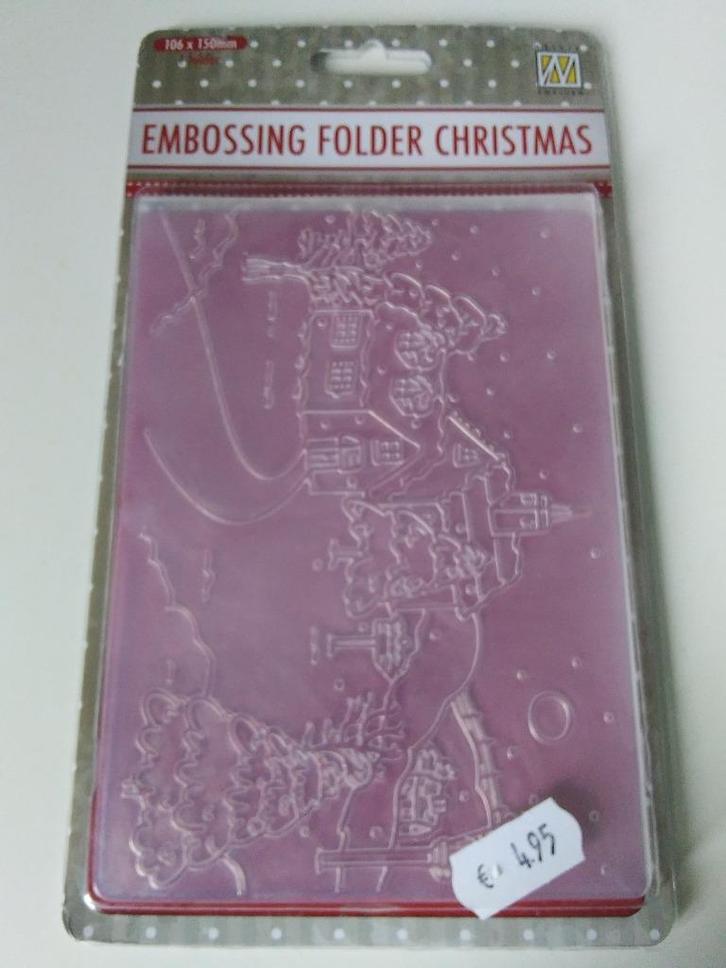 106 x 150mm
EMBOSSING FOLDER CHRISTMAS
€ 4.95